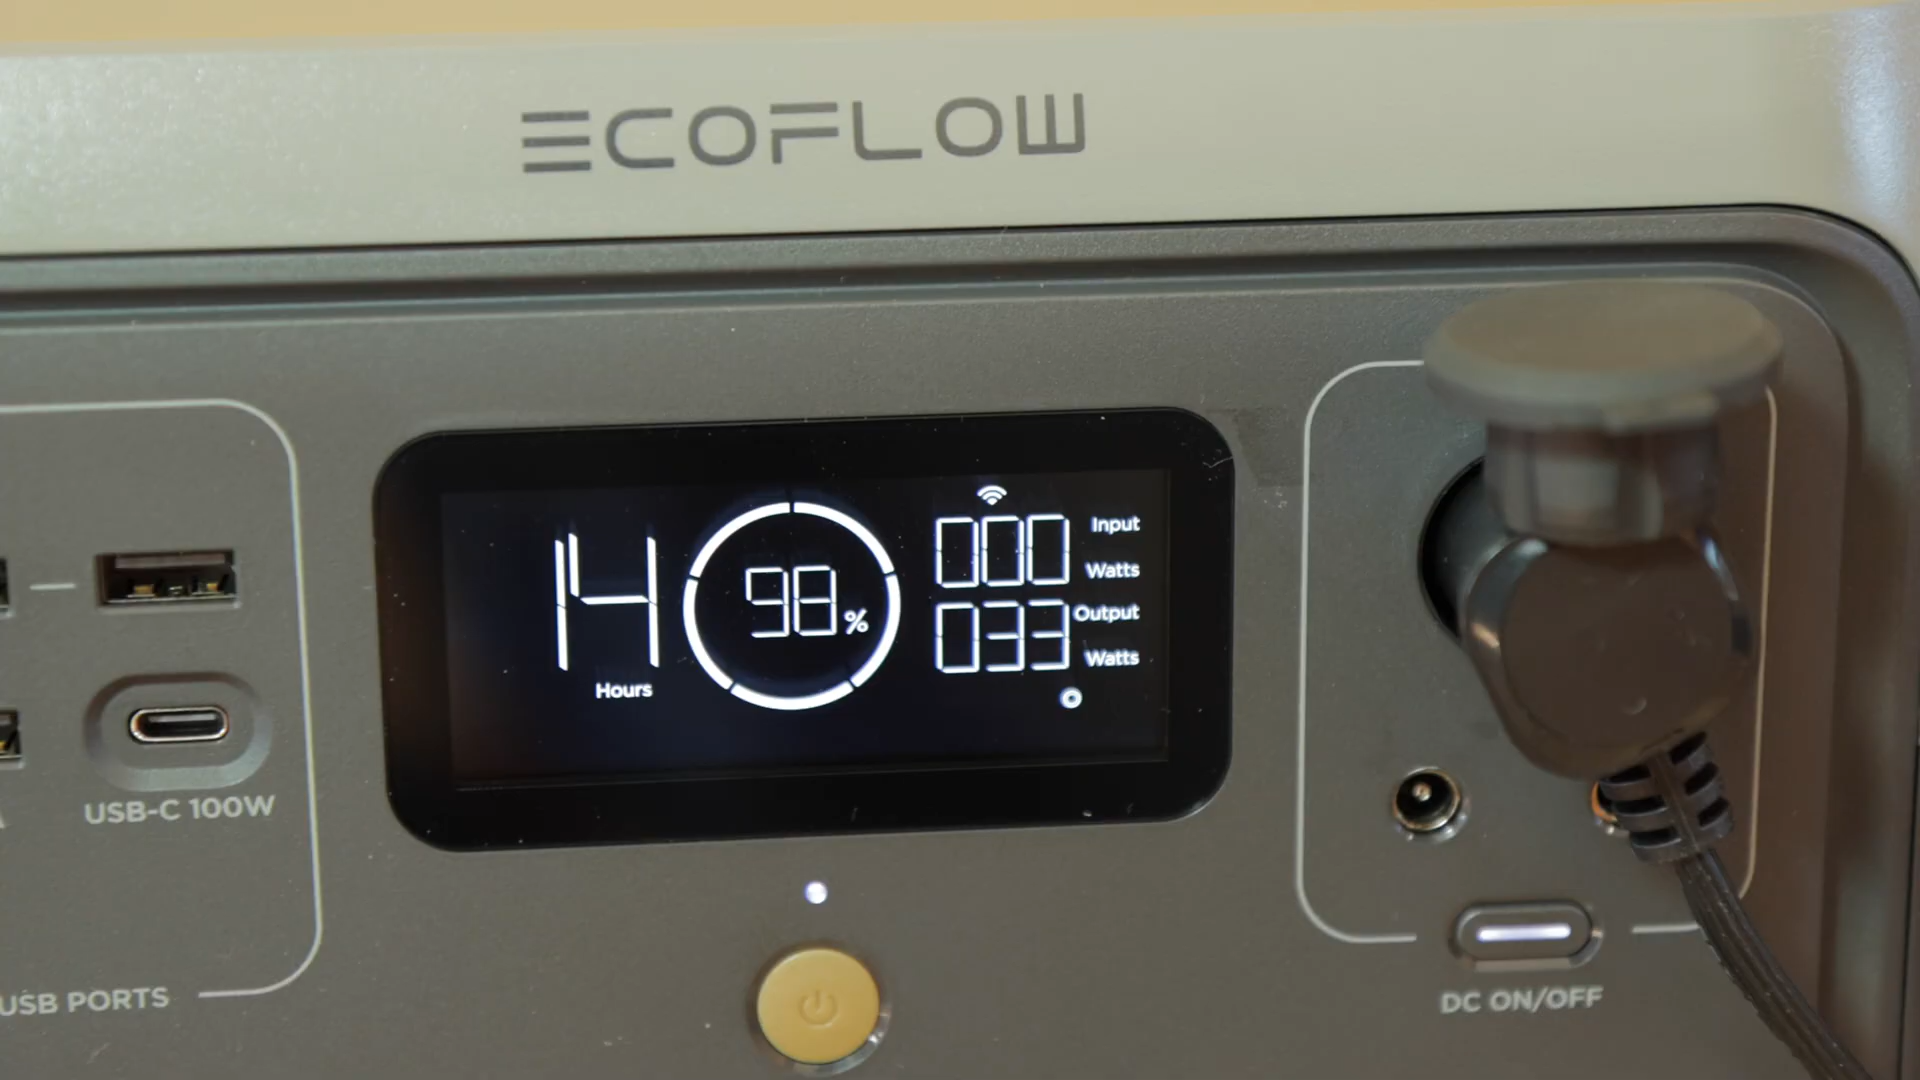 ECOFLOW
14
Hours
98%
000 Input
Watts
033 Output
Watts
USB-C 100W
USB PORTS
DC ON/OFF